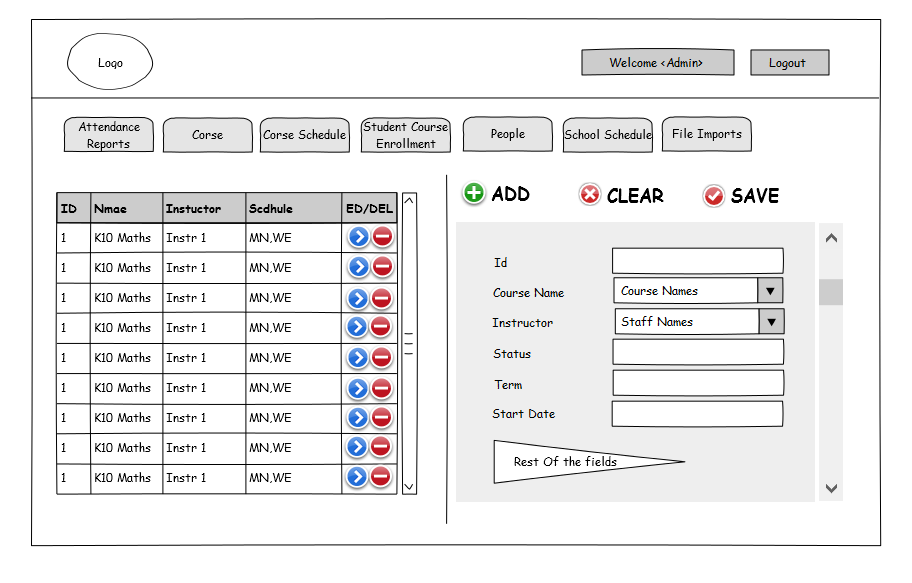 Logo
Welcome <Admin>
Logout
Attendance
Reports
Corse
Corse Schedule
Student Course
Enrollment
People
School Schedule
File Imports
ID Nmae Instuctor Scdhule ED/DEL
1 K10 Maths Instr 1 MN,WE
1 K10 Maths Instr 1 MN,WE
1 K10 Maths Instr 1 MN,WE
1 K10 Maths Instr 1 MN,WE
1 K10 Maths Instr 1 MN,WE
1 K10 Maths Instr 1 MN,WE
1 K10 Maths Instr 1 MN,WE
1 K10 Maths Instr 1 MN,WE
1 K10 Maths Instr 1 MN,WE
ADD CLEAR SAVE
Id
Course Name Course Names
Instructor Staff Names
Status
Term
Start Date
Rest Of the fields